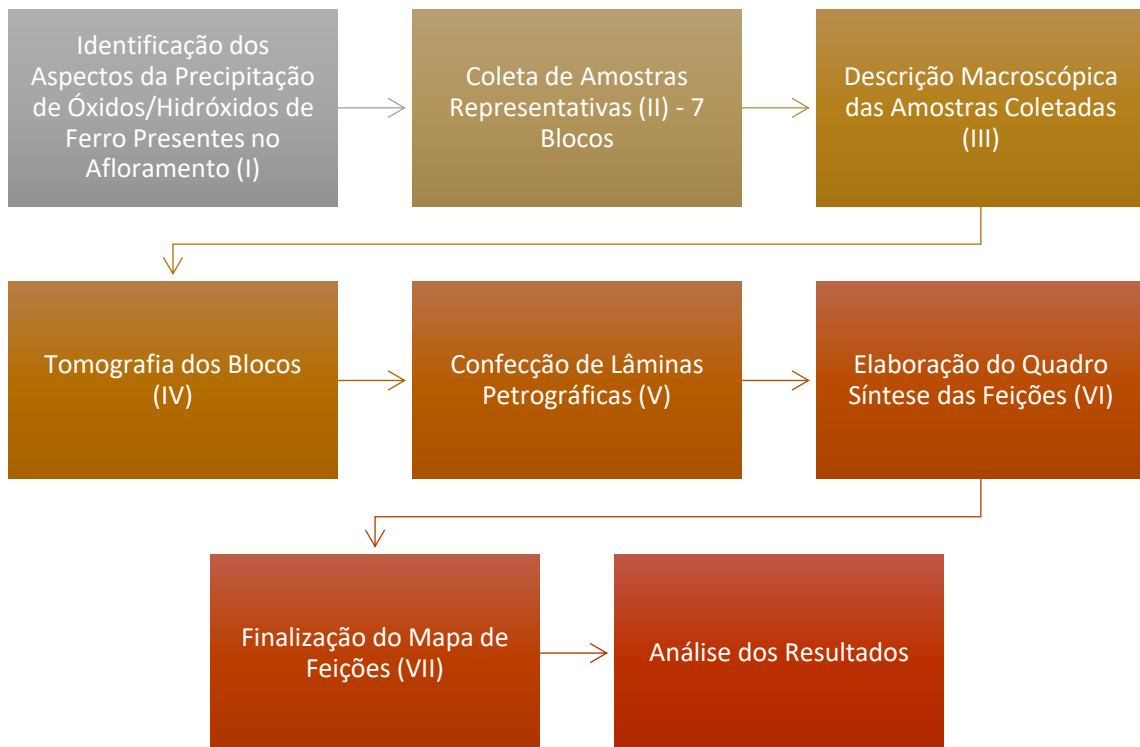 Identificação dos
Aspectos da Precipitação
de Óxidos/Hidróxidos de
Ferro Presentes no
Afloramento (I)
Coleta de Amostras
Representativas (II) - 7
Blocos
Descrição Macroscópica
das Amostras Coletadas
(III)
Tomografia dos Blocos
(IV)
Confecção de Lâminas
Petrográficas (V)
Elaboração do Quadro
Síntese das Feições (VI)
Finalização do Mapa de
Feições (VII)
Análise dos Resultados